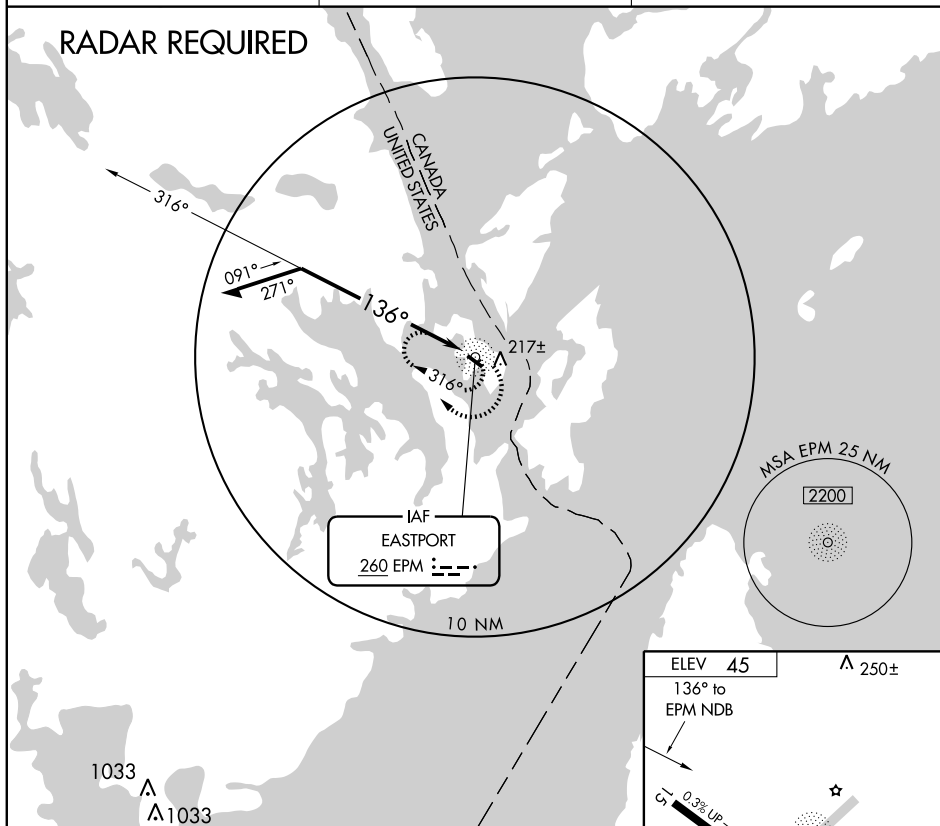 RADAR REQUIRED
CANADA
UNITED STATES
316°
091°
271°
136°
217±
316°
MSA EPM 25 NM
2200
IAF
EASTPORT
260 EPM
10 NM
ELEV 45
250±
136° to
EPM NDB
1033
1033
15
0.3% UP